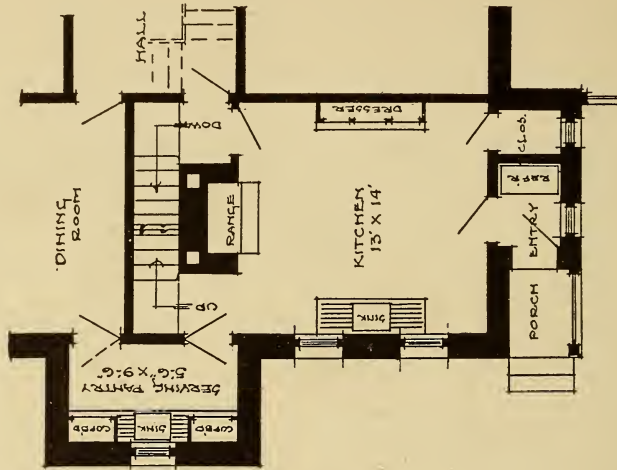 HALL
DOWN
DRESSER
CLOS.
REFR.
DINING
ROOM
RANGE
KITCHEN
13' X 14'
ENTRY
UP
SINK
PORCH
SERVING PANTRY
5'-6" X 9'-6"
CUPBD
SINK
CUPBD